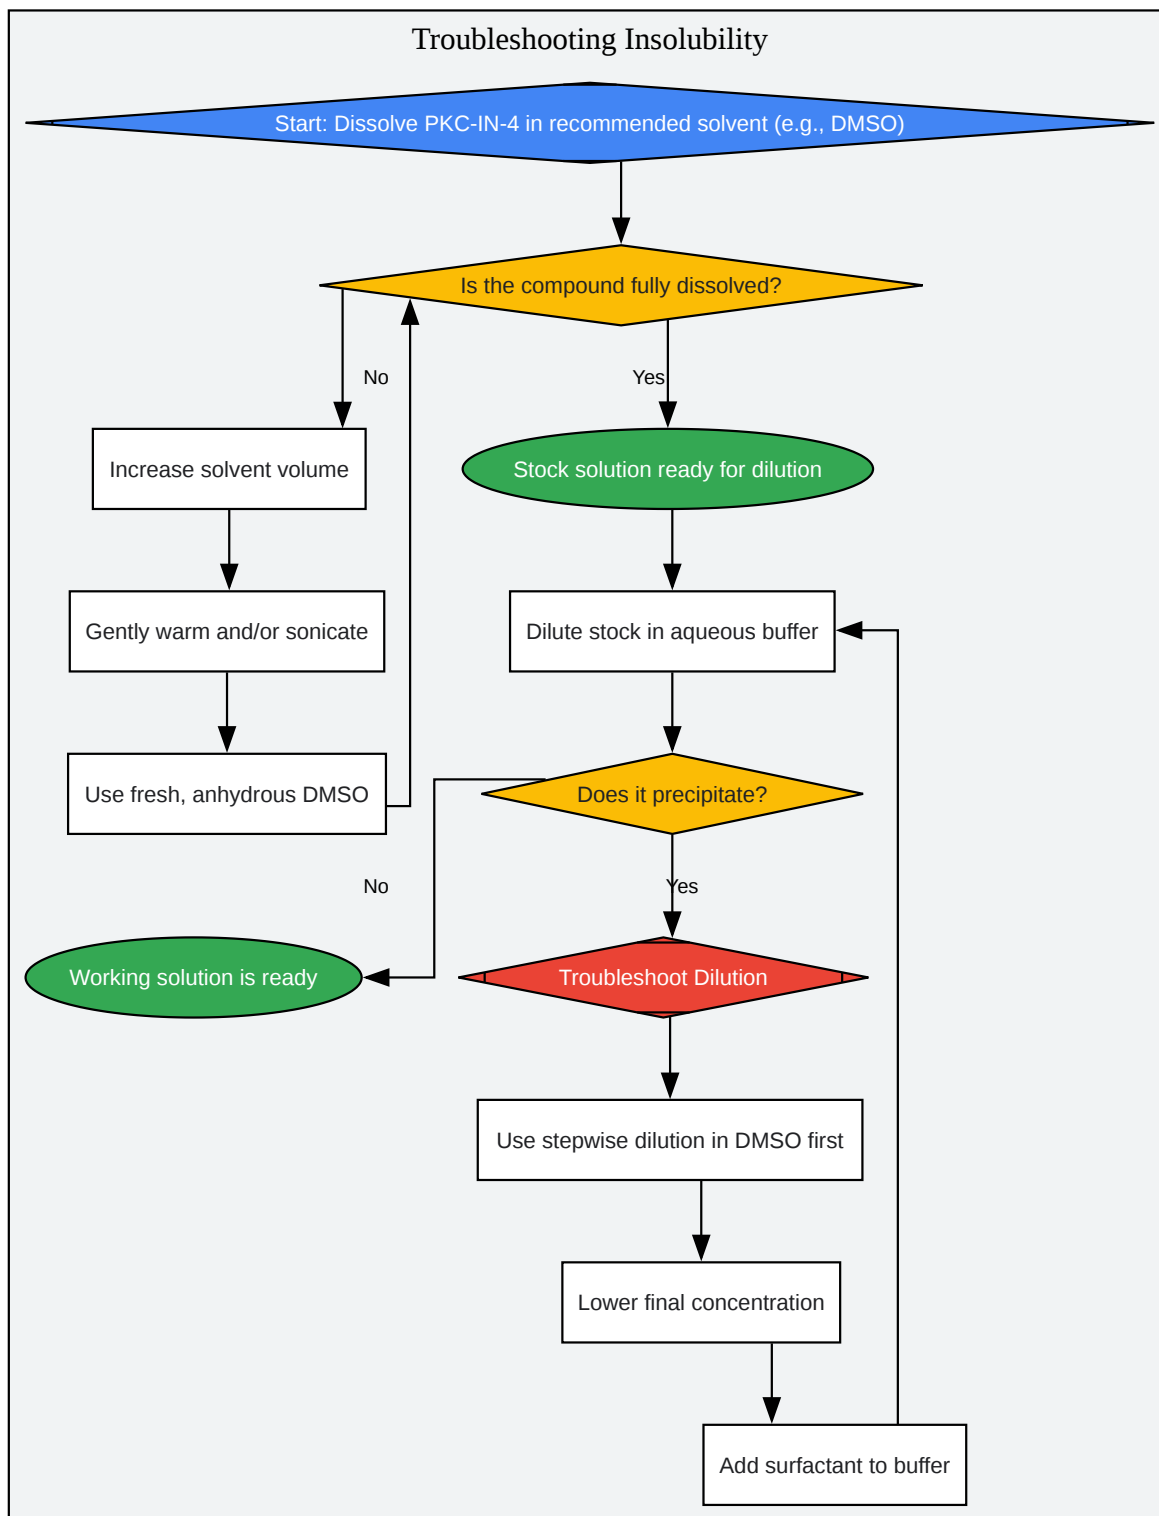 Troubleshooting Insolubility
Start: Dissolve PKC-IN-4 in recommended solvent (e.g., DMSO)
Is the compound fully dissolved?
No
Yes
Increase solvent volume
Stock solution ready for dilution
Gently warm and/or sonicate
Dilute stock in aqueous buffer
Use fresh, anhydrous DMSO
Does it precipitate?
No
Yes
Working solution is ready
Troubleshoot Dilution
Use stepwise dilution in DMSO first
Lower final concentration
Add surfactant to buffer